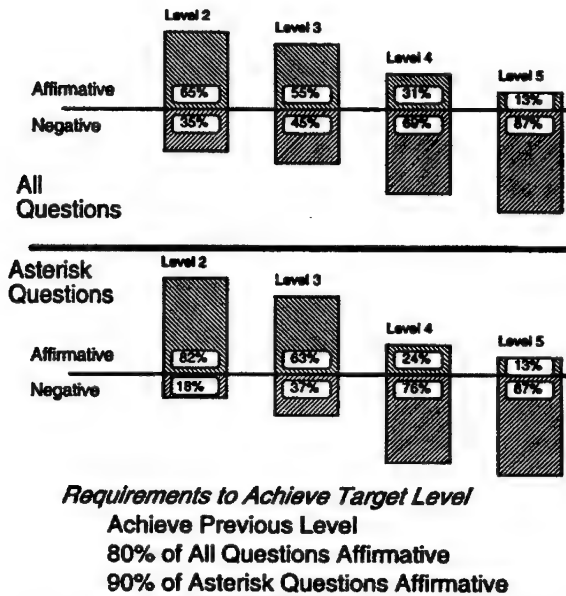 Level 2
Level 3
Level 4
Level 5
Affirmative 65% 55% 31% 13%
Negative 35% 45% 69% 87%
All
Questions
Asterisk
Questions
Level 2
Level 3
Level 4
Level 5
Affirmative 82% 63% 24% 13%
Negative 18% 37% 76% 87%
Requirements to Achieve Target Level
Achieve Previous Level
80% of All Questions Affirmative
90% of Asterisk Questions Affirmative